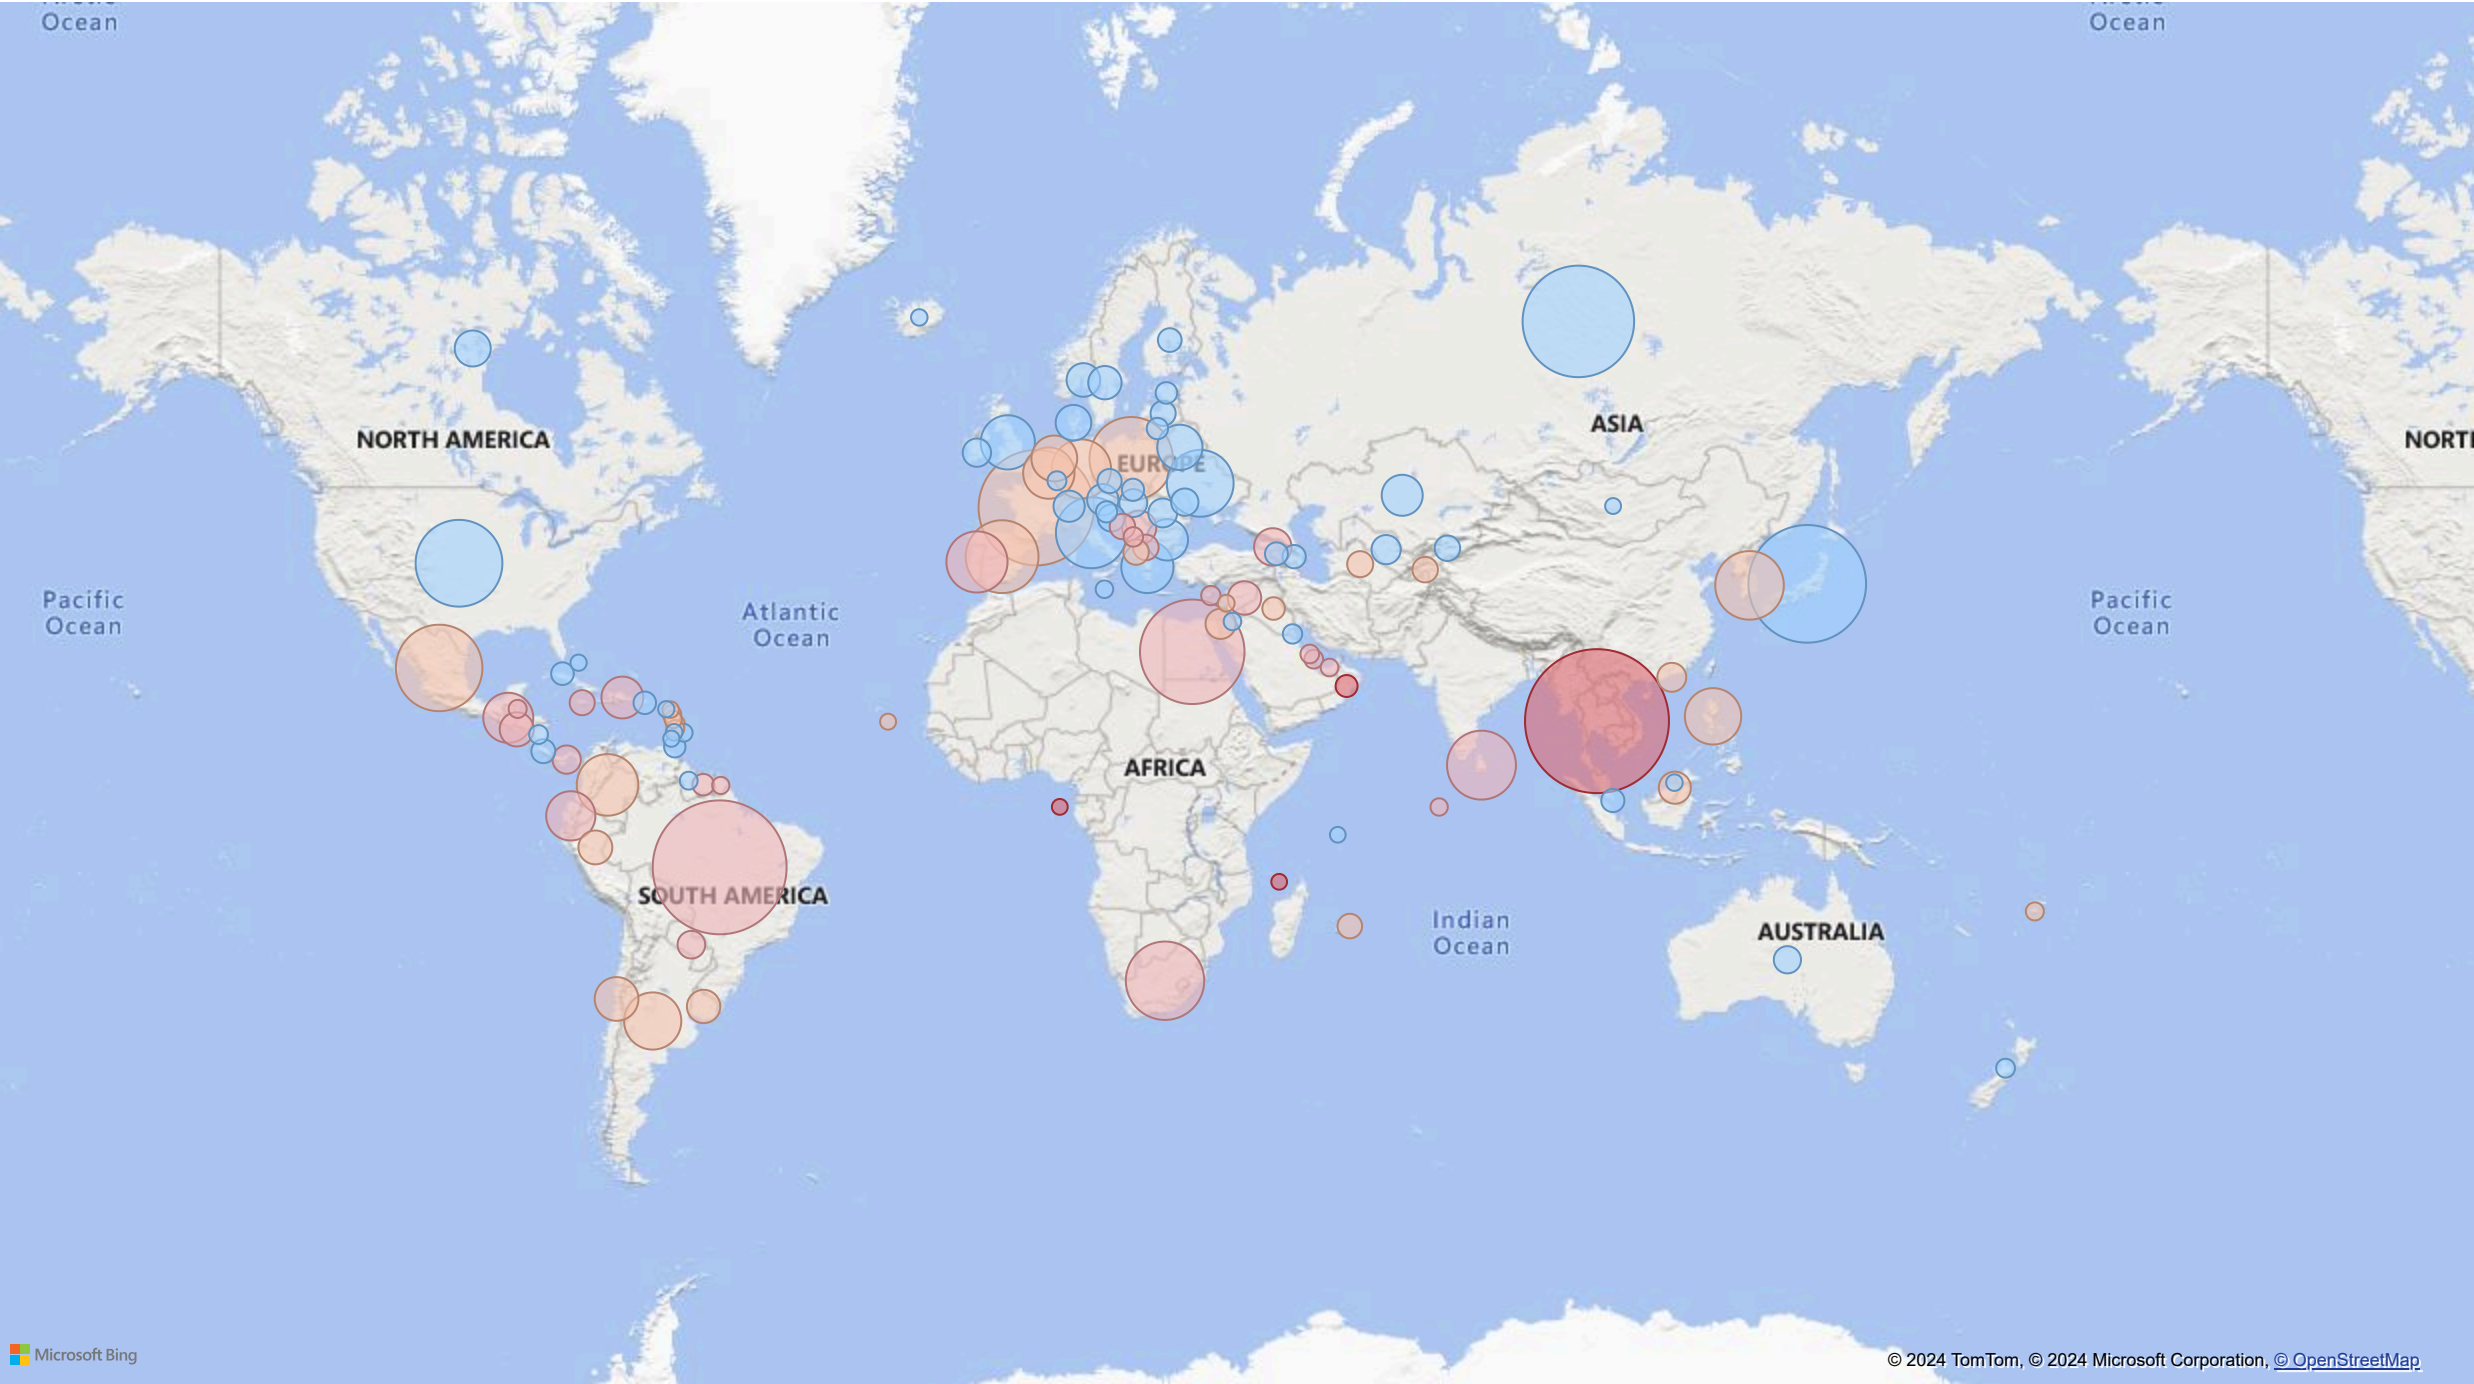 Ocean
Ocean
ASIA
NORTH AMERICA
NORTH
EUROPE
Pacific
Ocean
Atlantic
Ocean
Pacific
Ocean
AFRICA
SOUTH AMERICA
Indian
Ocean
AUSTRALIA
Microsoft Bing
© 2024 TomTom, © 2024 Microsoft Corporation, © OpenStreetMap